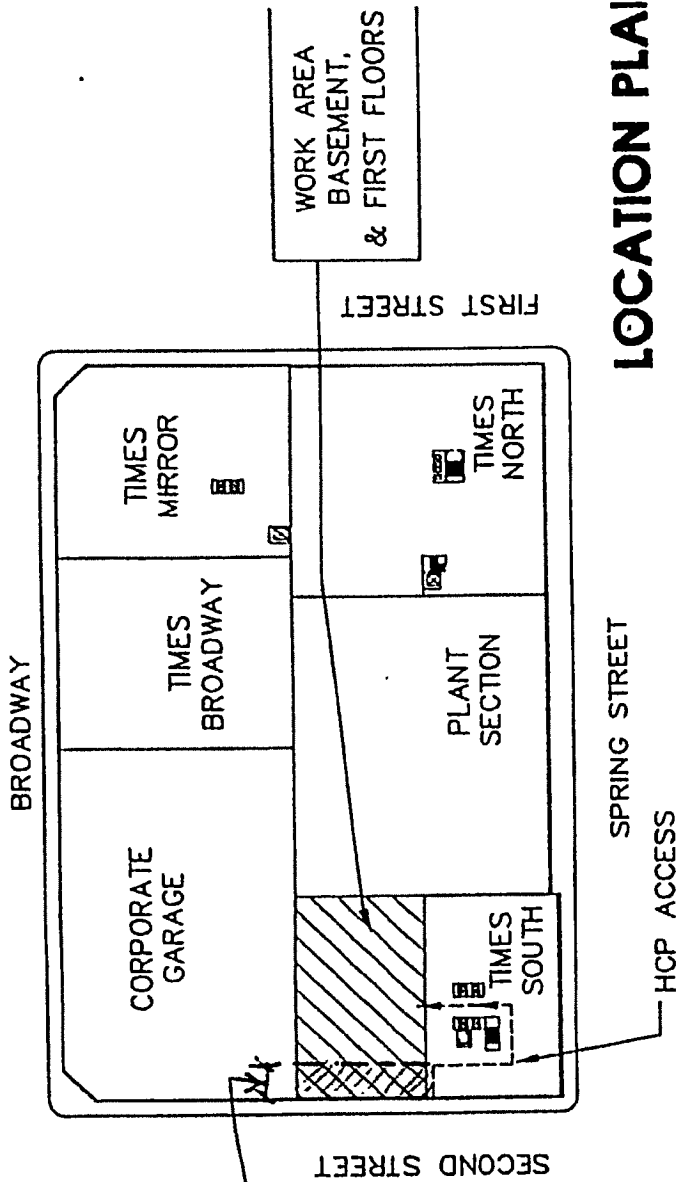 BROADWAY
CORPORATE
GARAGE
TIMES
BROADWAY
TIMES
MIRROR
PLANT
SECTION
TIMES
SOUTH
TIMES
NORTH
SECOND STREET
FIRST STREET
SPRING STREET
HCP ACCESS
WORK AREA
BASEMENT,
& FIRST FLOORS
LOCATION PLA